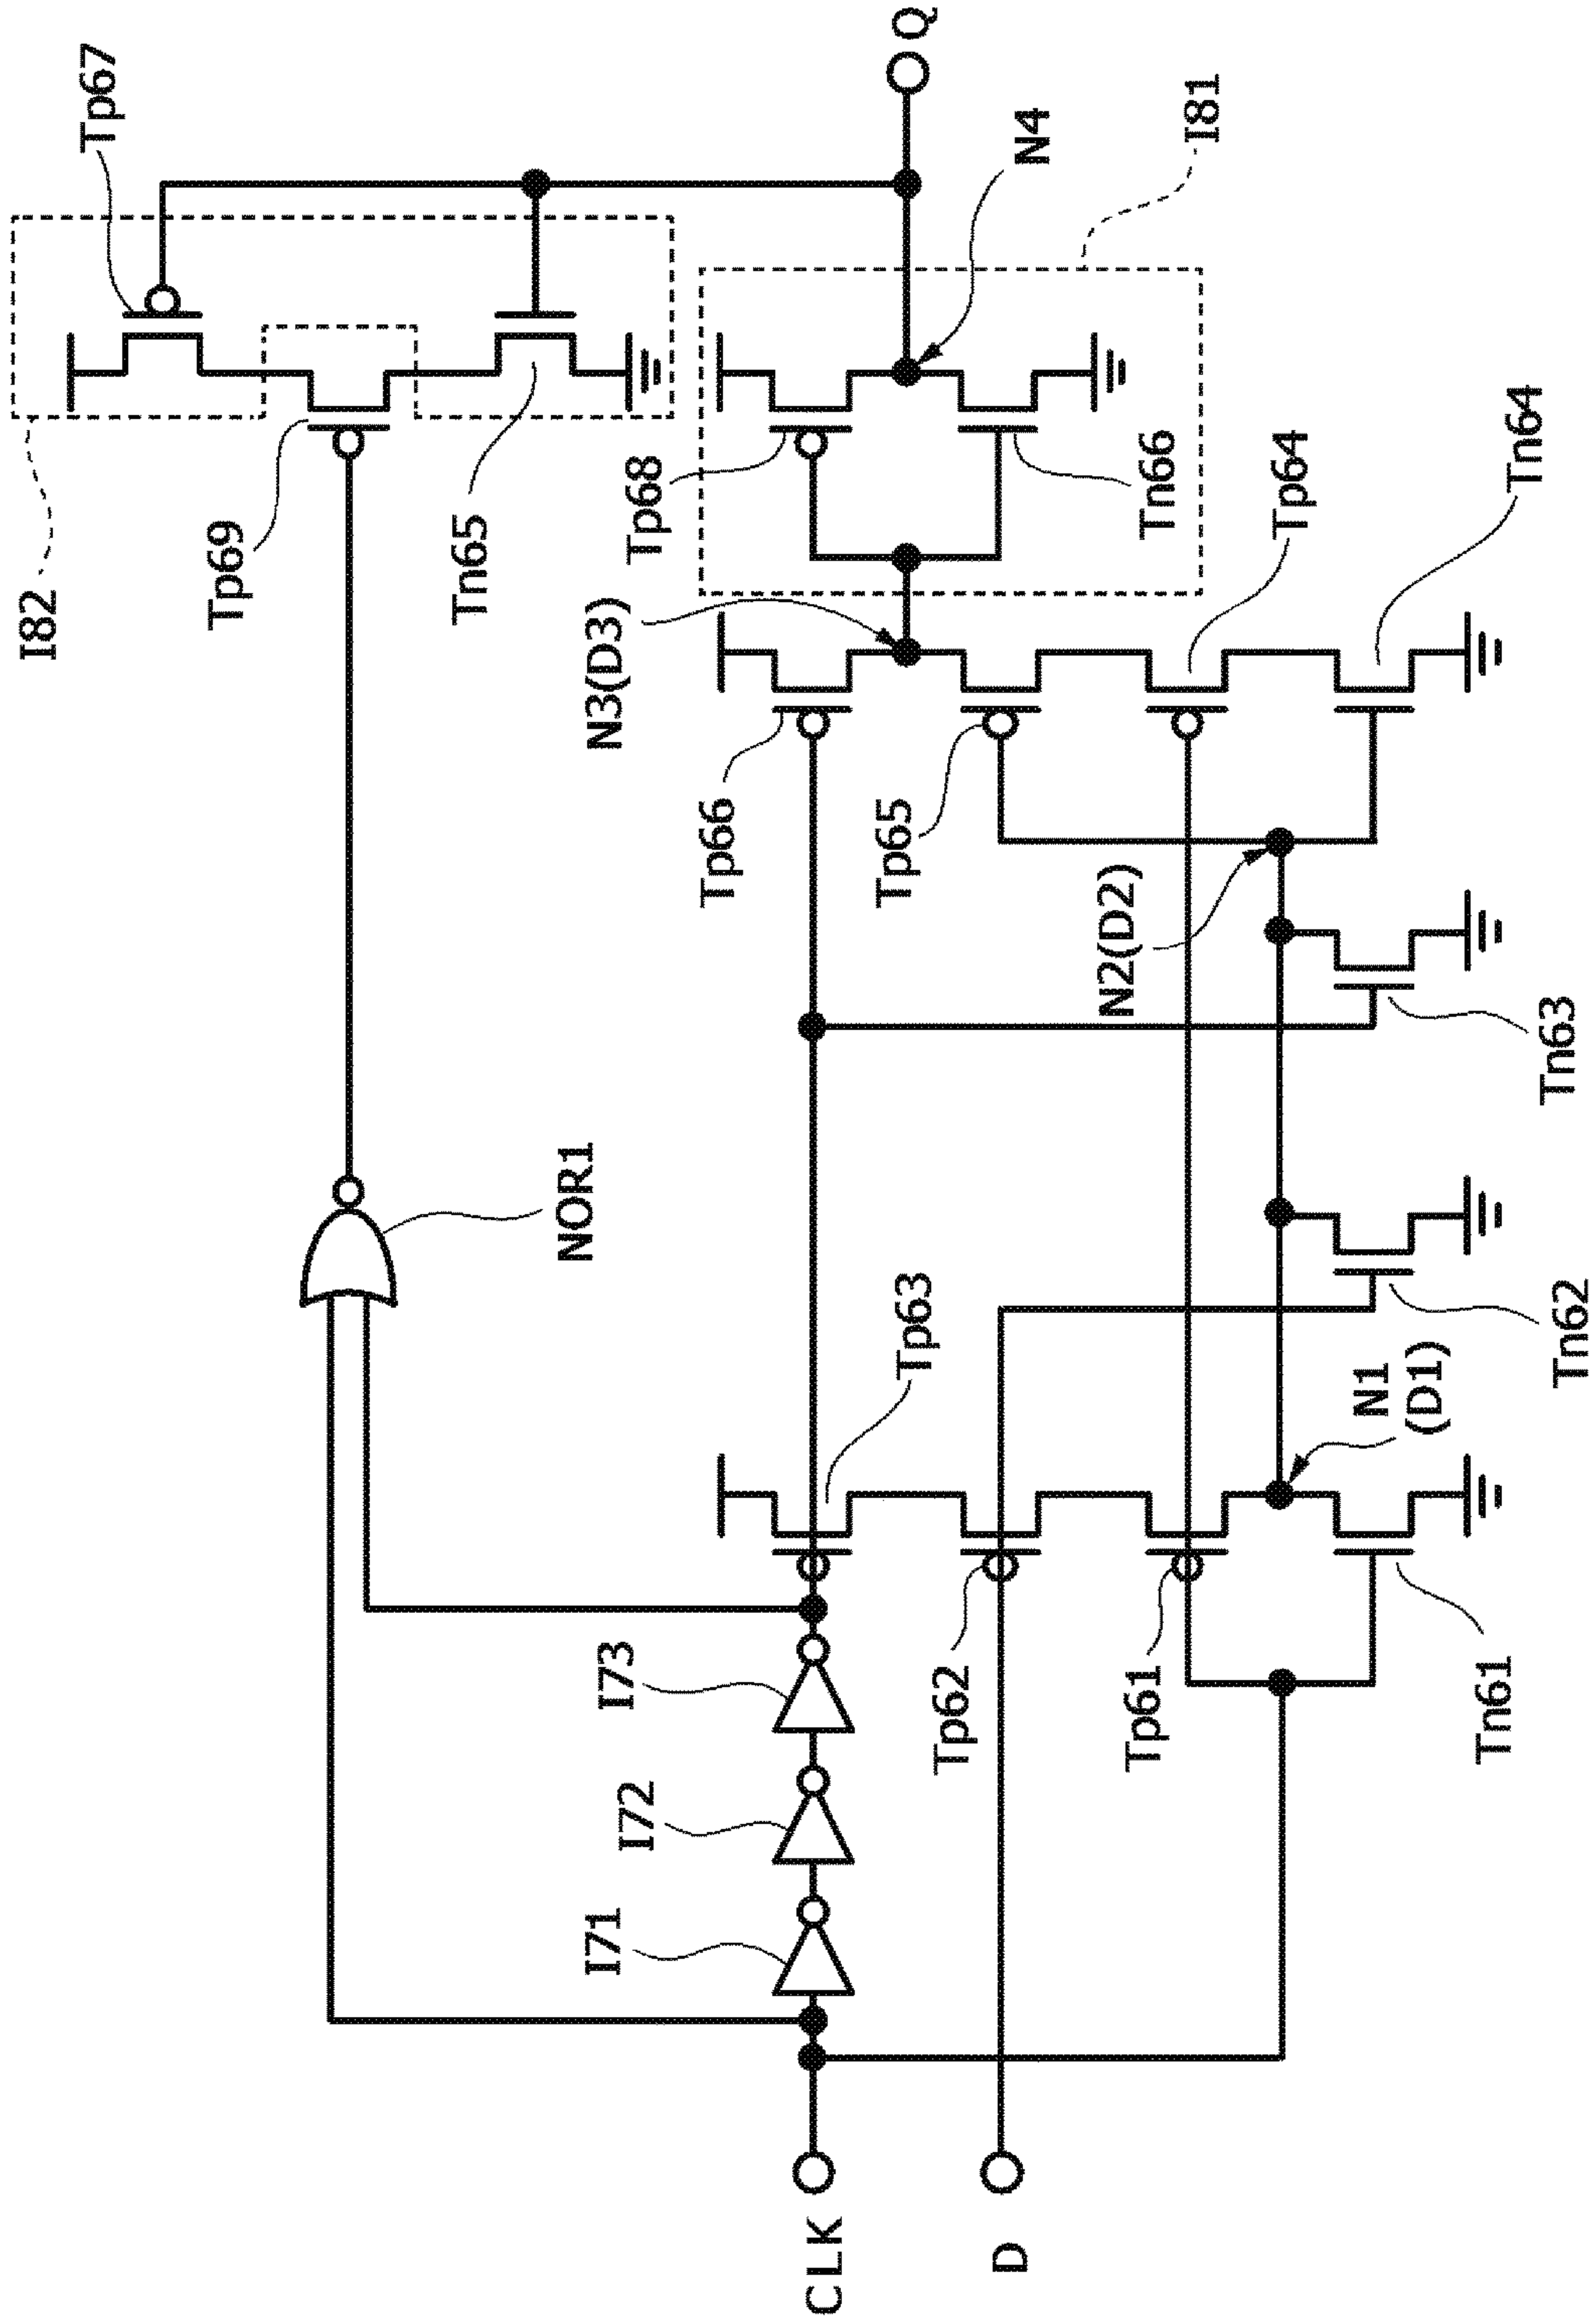 I82
Tp67
Tp69
Tn65
NOR1
Q
N4
I81
Tp68
Tn66
N3(D3)
Tp66
Tp65
Tp64
Tn64
N2(D2)
Tn63
Tn62
N1
(D1)
Tp63
I71
I72
I73
Tp62
Tp61
Tn61
CLK
D